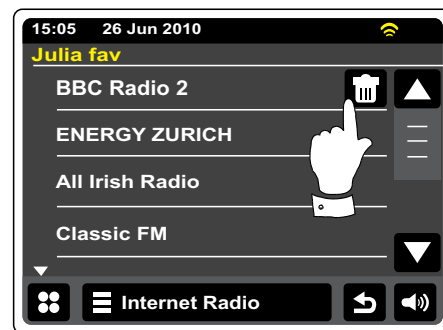 15:05 26 Jun 2010
Julia fav
BBC Radio 2
ENERGY ZURICH
All Irish Radio
Classic FM
Internet Radio